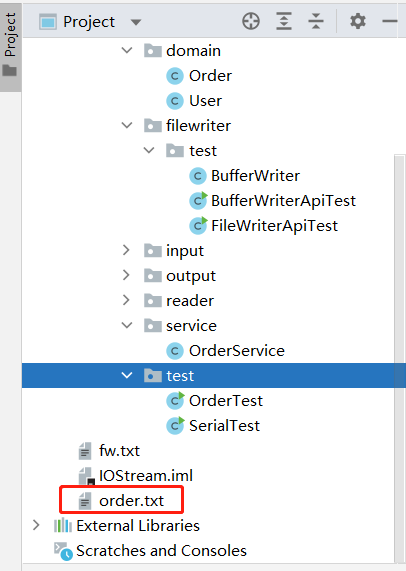 Project
Project
domain
Order
User
filewriter
test
BufferWriter
BufferWriterApiTest
FileWriterApiTest
input
output
reader
service
OrderService
test
OrderTest
SerialTest
fw.txt
IOStream.iml
order.txt
External Libraries
Scratches and Consoles